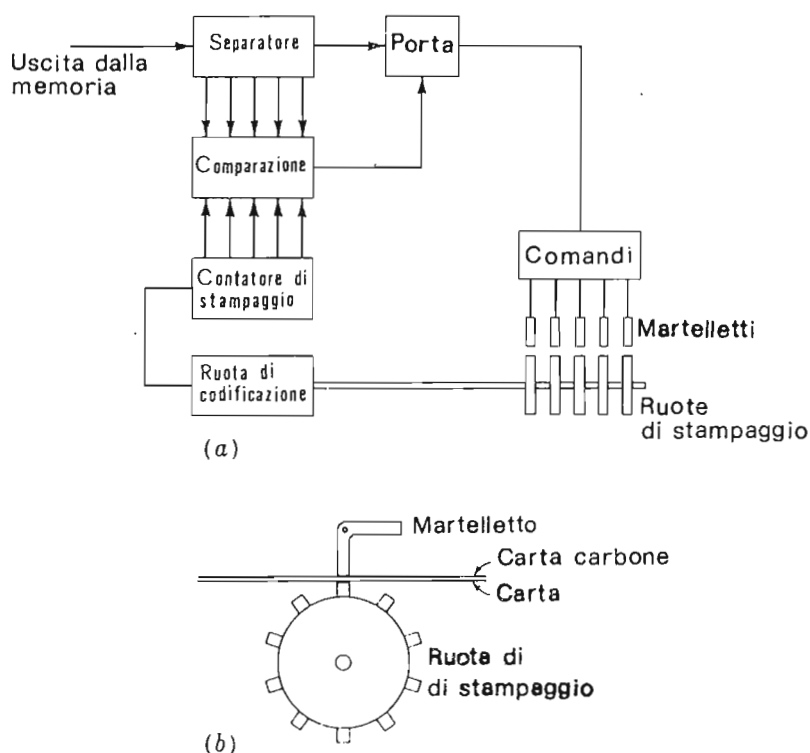 Uscita dalla
memoria
Separatore
Porta
Comparazione
Contatore di
stampaggio
Ruota di
codificazione
Comandi
Martelletti
Ruote
di stampaggio
(a)
Martelletto
Carta carbone
Carta
Ruota di
di stampaggio
(b)